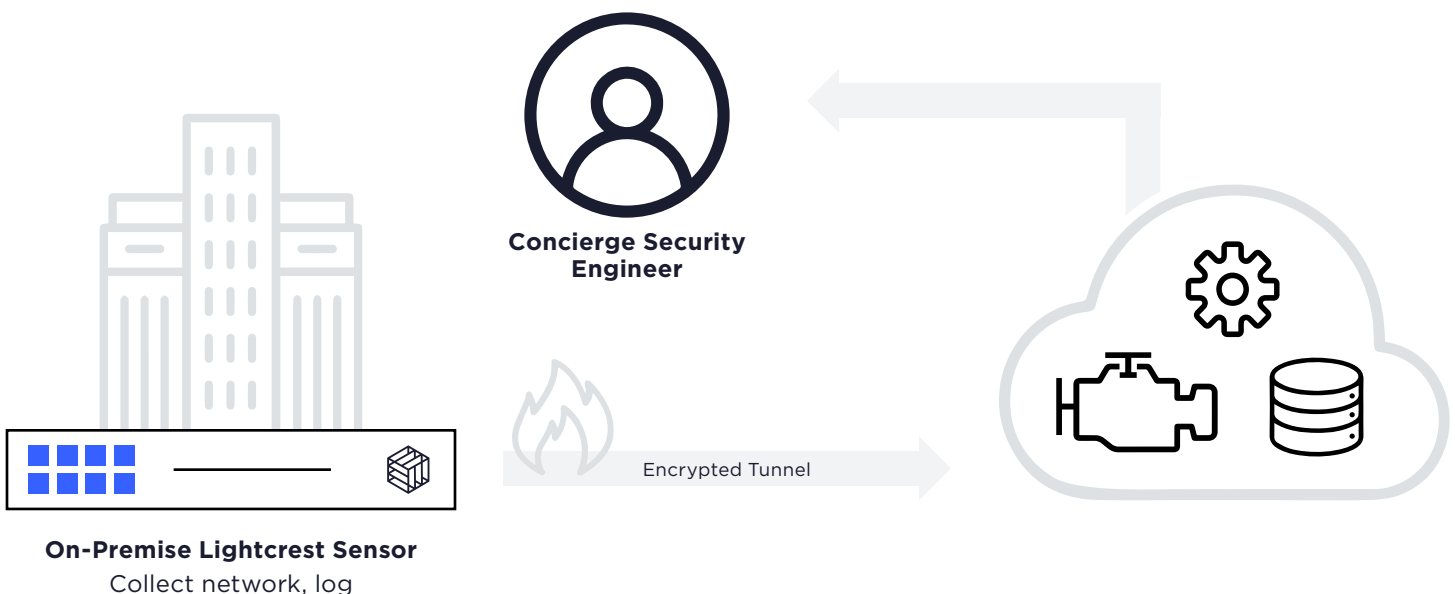 Concierge Security
Engineer
Encrypted Tunnel
On-Premise Lightcrest Sensor
Collect network, log